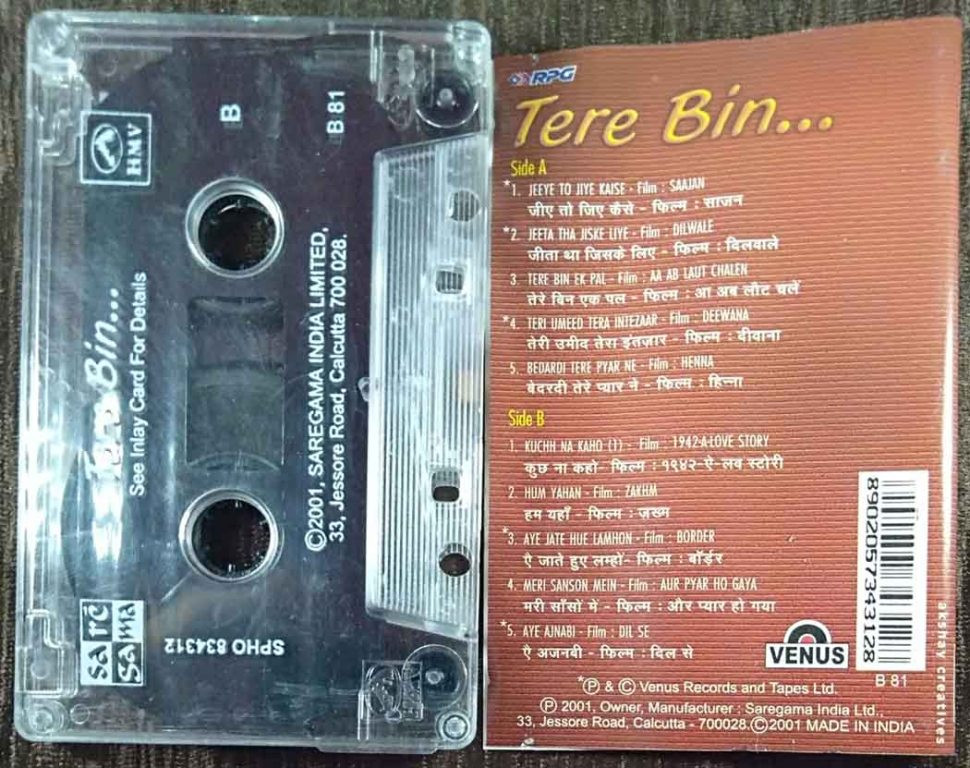 HMV
B
B 81
Tere Bin...
See Inlay Card For Details
©2001, SAREGAMA INDIA LIMITED,
33, Jessore Road, Calcutta 700 028.
sa rē
ga ma
SPHO 834312
RPG
Tere Bin...
Side A
*1. JEEYE TO JIYE KAISE - Film : SAAJAN
जीए तो जिए कैसे - फिल्म : साजन
*2. JEETA THA JISKE LIYE - Film : DILWALE
जीता था जिसके लिए - फिल्म : दिलवाले
3. TERE BIN EK PAL - Film : AA AB LAUT CHALEN
तेरे बिन एक पल - फिल्म : आ अब लौट चलें
*4. TERI UMEED TERA INTEZAAR - Film : DEEWANA
तेरी उमीद तेरा इंतज़ार - फिल्म : दीवाना
5. BEDARDI TERE PYAR NE - Film : HENNA
बेदरदी तेरे प्यार ने - फिल्म : हिन्ना
Side B
1. KUCHH NA KAHO (1) - Film : 1942-A-LOVE STORY
कुछ ना कहो - फिल्म : १९४२ ऐ लव स्टोरी
2. HUM YAHAN - Film : ZAKHM
हम यहाँ - फिल्म : ज़ख्म
*3. AYE JATE HUE LAMHON - Film : BORDER
ऐ जाते हुए लम्हों - फिल्म : बॉर्डर
4. MERI SANSON MEIN - Film : AUR PYAR HO GAYA
मरी साँसों में - फिल्म : और प्यार हो गया
*5. AYE AJNABI - Film : DIL SE
ऐ अजनबी - फिल्म : दिल से
VENUS
8902057343128
B 81
akshay creatives
*Ⓟ & © Venus Records and Tapes Ltd.
Ⓟ 2001, Owner, Manufacturer : Saregama India Ltd.,
33, Jessore Road, Calcutta - 700028.©2001 MADE IN INDIA